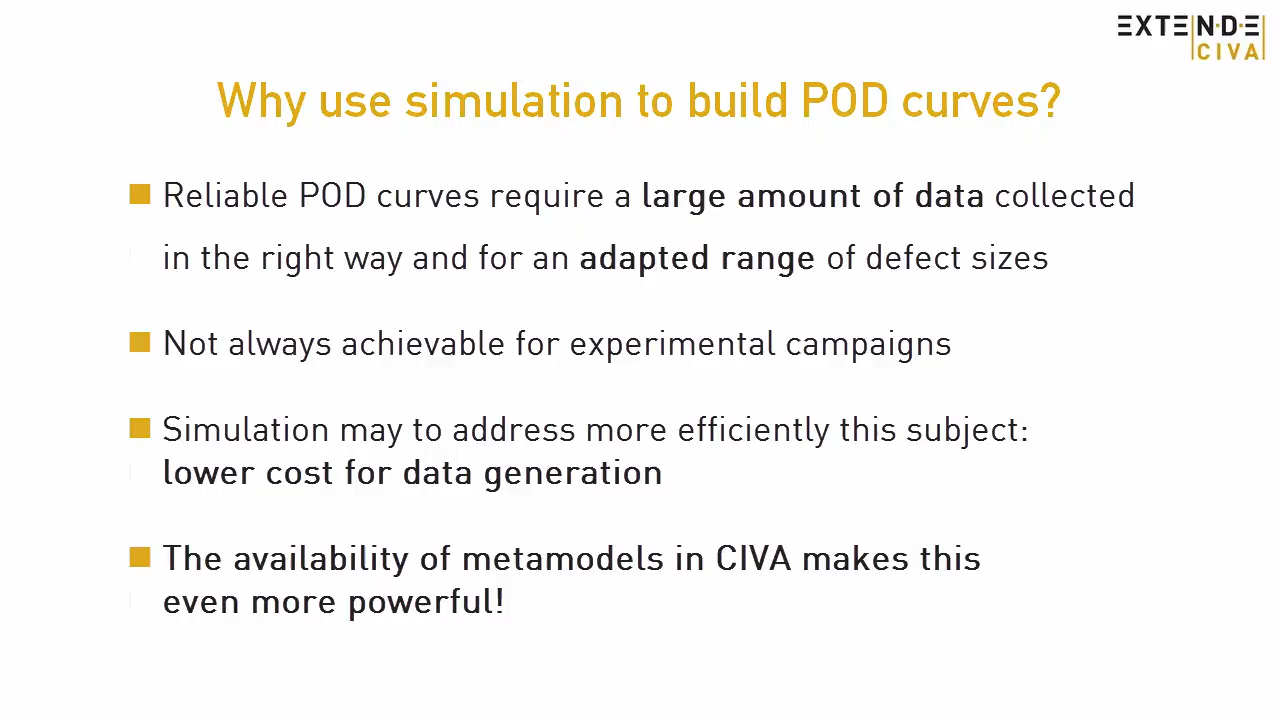 EXTENDE
CIVA
Why use simulation to build POD curves?
Reliable POD curves require a large amount of data collected
in the right way and for an adapted range of defect sizes
Not always achievable for experimental campaigns
Simulation may to address more efficiently this subject:
lower cost for data generation
The availability of metamodels in CIVA makes this
even more powerful!